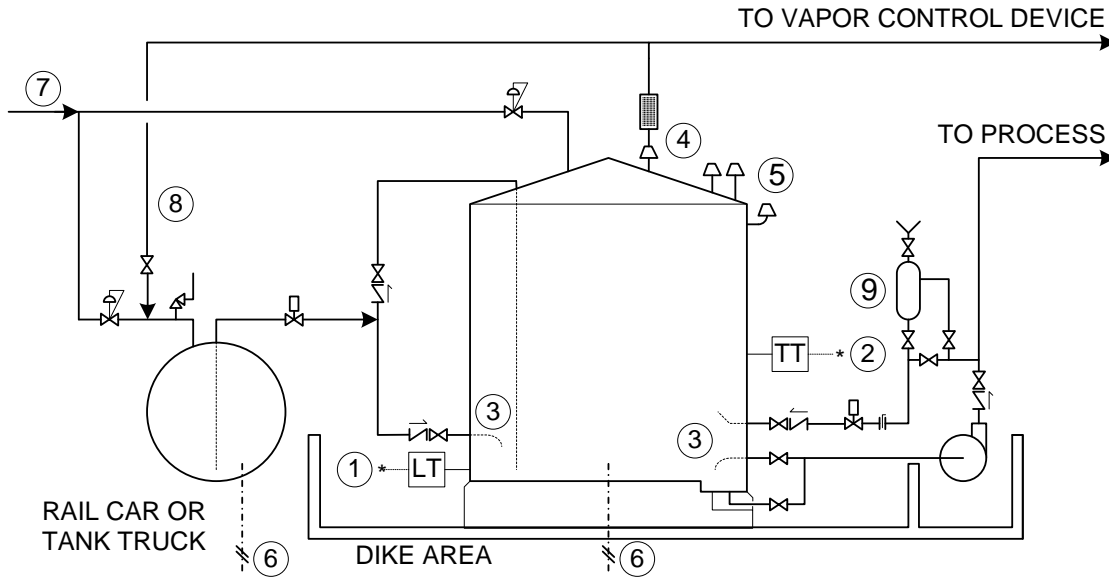 TO VAPOR CONTROL DEVICE
7
4
TO PROCESS
5
8
9
TT * 2
3
3
1 * LT
RAIL CAR OR
TANK TRUCK
6
DIKE AREA
6